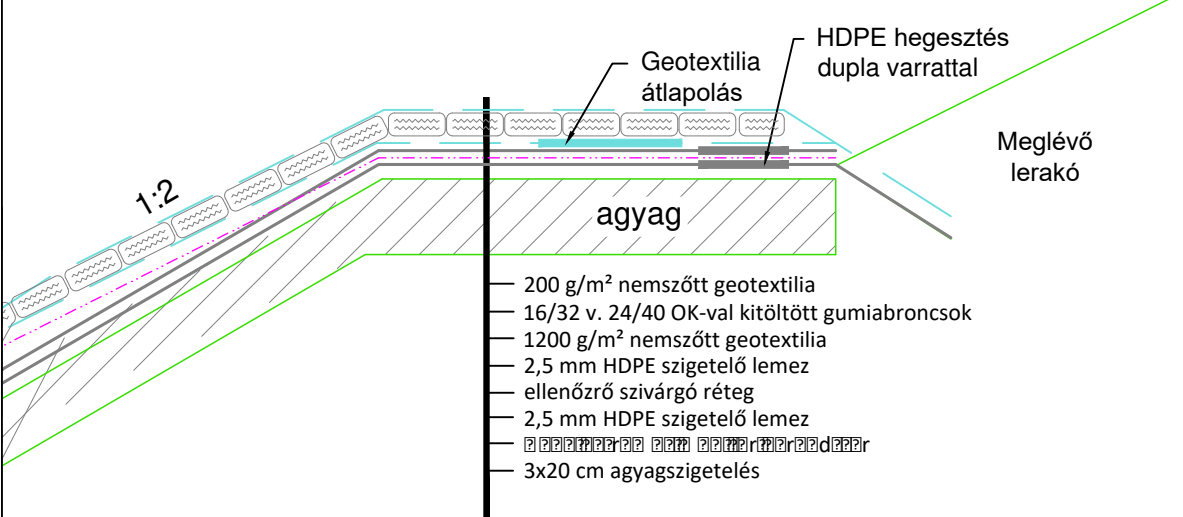 HDPE hegesztés
dupla varrattal
Geotextilia
átlapolás
Meglévő
lerakó
1:2
agyag
200 g/m² nemszőtt geotextilia
16/32 v. 24/40 OK-val kitöltött gumiabroncsok
1200 g/m² nemszőtt geotextilia
2,5 mm HDPE szigetelő lemez
ellenőzrő szivárgó réteg
2,5 mm HDPE szigetelő lemez
3x20 cm agyagszigetelés